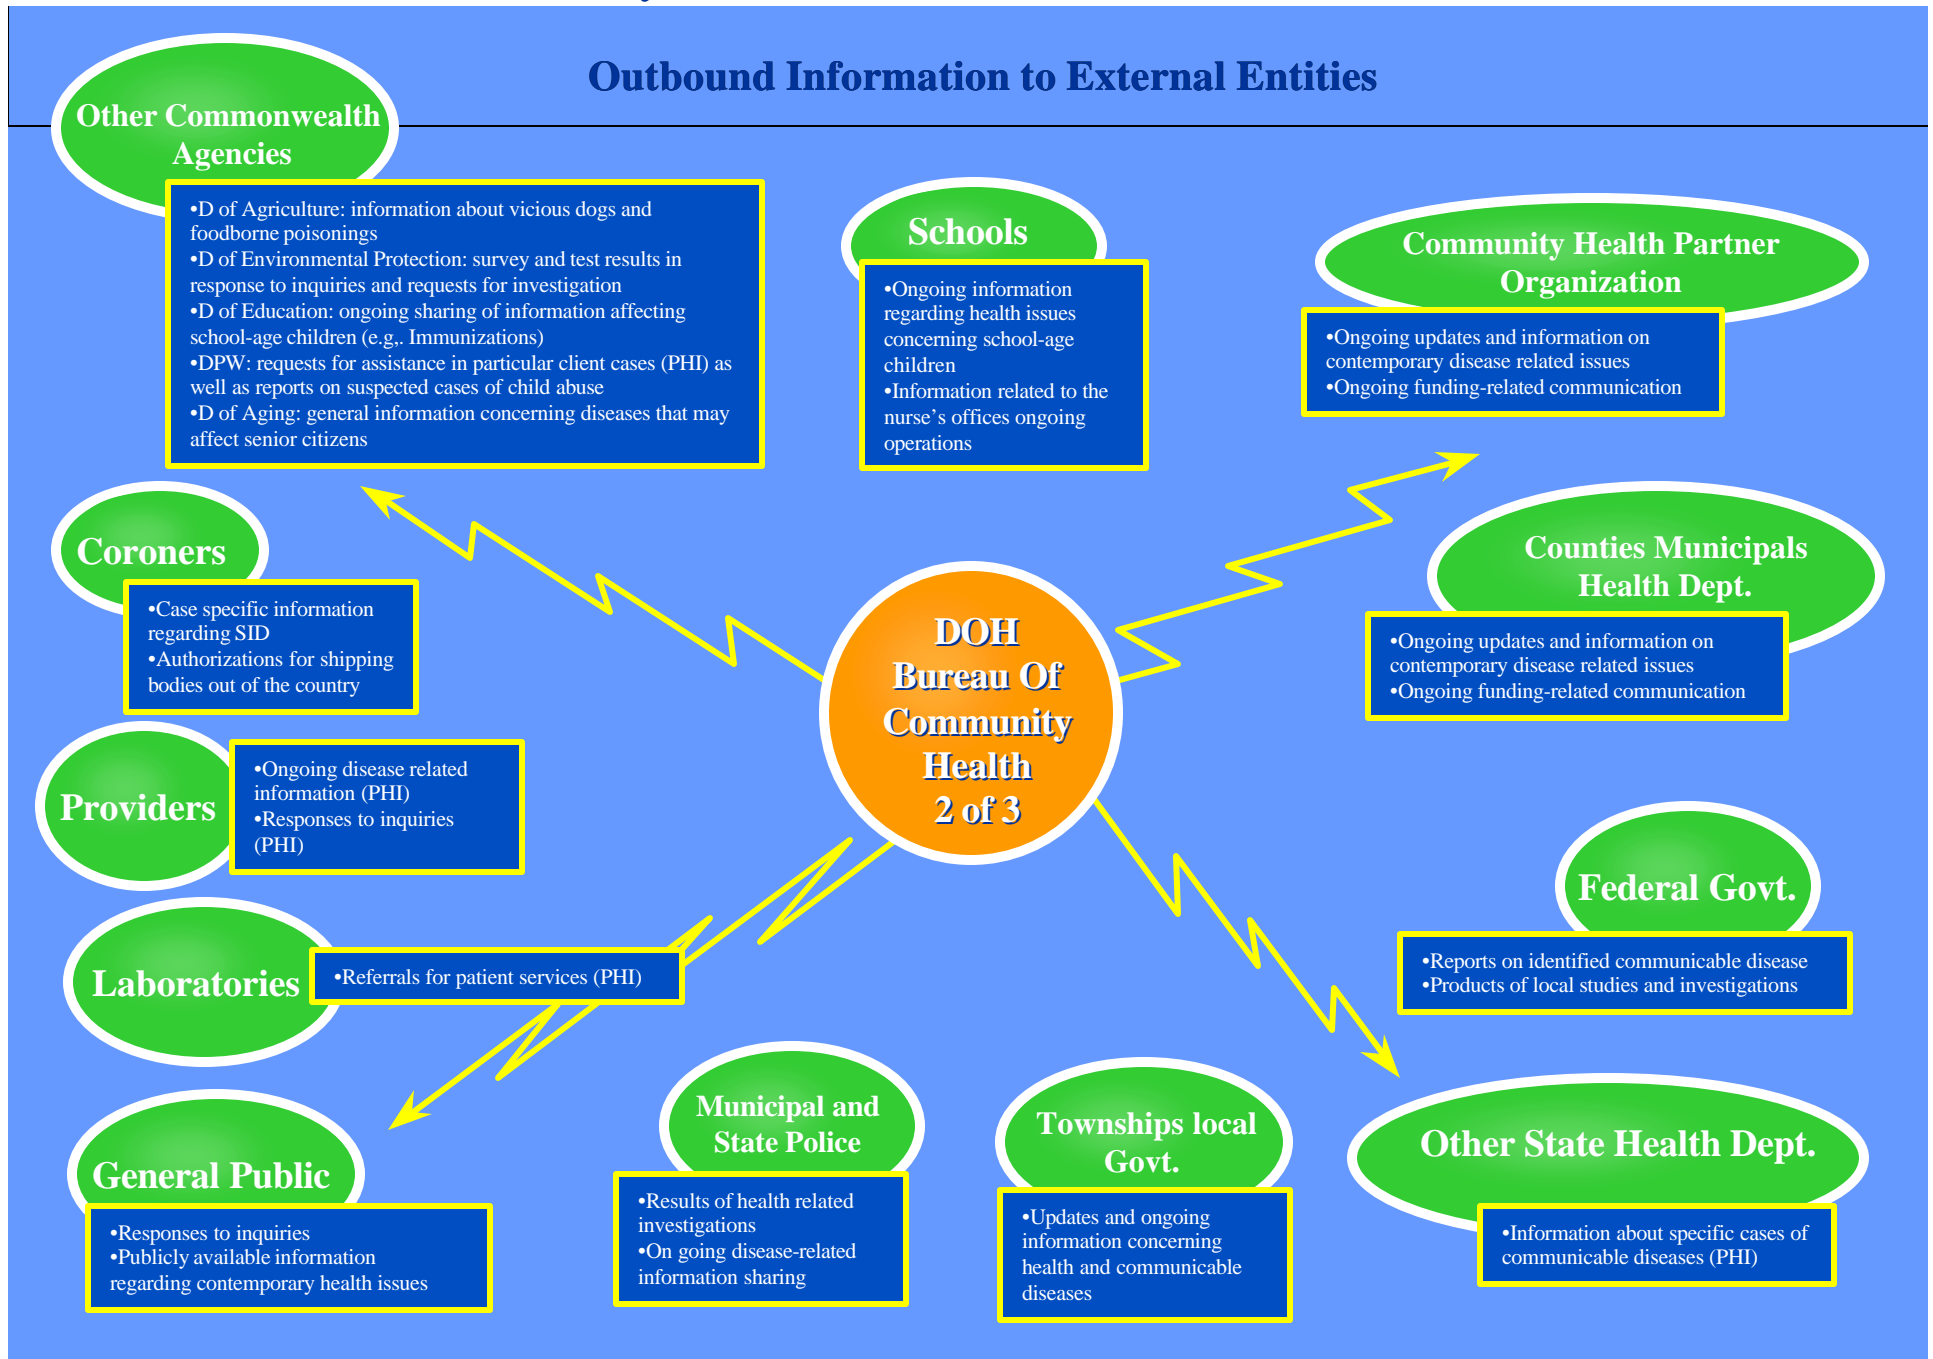 Outbound Information to External Entities
Other Commonwealth
Agencies
•D of Agriculture: information about vicious dogs and
foodborne poisonings
•D of Environmental Protection: survey and test results in
response to inquiries and requests for investigation
•D of Education: ongoing sharing of information affecting
school-age children (e.g,. Immunizations)
•DPW: requests for assistance in particular client cases (PHI) as
well as reports on suspected cases of child abuse
•D of Aging: general information concerning diseases that may
affect senior citizens
Schools
•Ongoing information
regarding health issues
concerning school-age
children
•Information related to the
nurse’s offices ongoing
operations
Community Health Partner
Organization
•Ongoing updates and information on
contemporary disease related issues
•Ongoing funding-related communication
Coroners
•Case specific information
regarding SID
•Authorizations for shipping
bodies out of the country
Counties Municipals
Health Dept.
•Ongoing updates and information on
contemporary disease related issues
•Ongoing funding-related communication
DOH
Bureau Of
Community
Health
2 of 3
Providers
•Ongoing disease related
information (PHI)
•Responses to inquiries
(PHI)
Federal Govt.
•Reports on identified communicable disease
•Products of local studies and investigations
Laboratories
•Referrals for patient services (PHI)
General Public
•Responses to inquiries
•Publicly available information
regarding contemporary health issues
Municipal and
State Police
•Results of health related
investigations
•On going disease-related
information sharing
Townships local
Govt.
•Updates and ongoing
information concerning
health and communicable
diseases
Other State Health Dept.
•Information about specific cases of
communicable diseases (PHI)